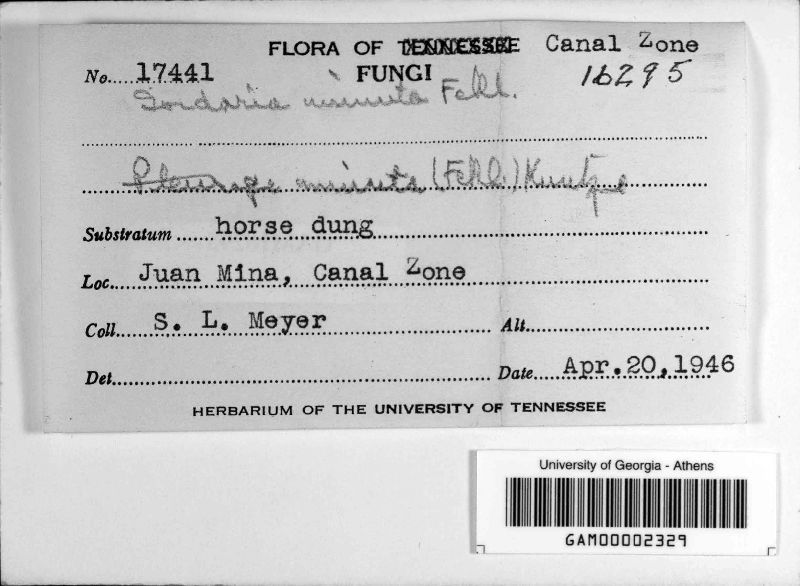 FLORA OF TENNESSEE Canal Zone
No. 17441 FUNGI 16295
Sordaria minuta Fckl.
Pleurage minuta (Fckl.) Kuntze
Substratum horse dung
Loc. Juan Mina, Canal Zone
Coll. S. L. Meyer Alt.
Det. Date Apr.20,1946
HERBARIUM OF THE UNIVERSITY OF TENNESSEE
University of Georgia - Athens
GAM00002329